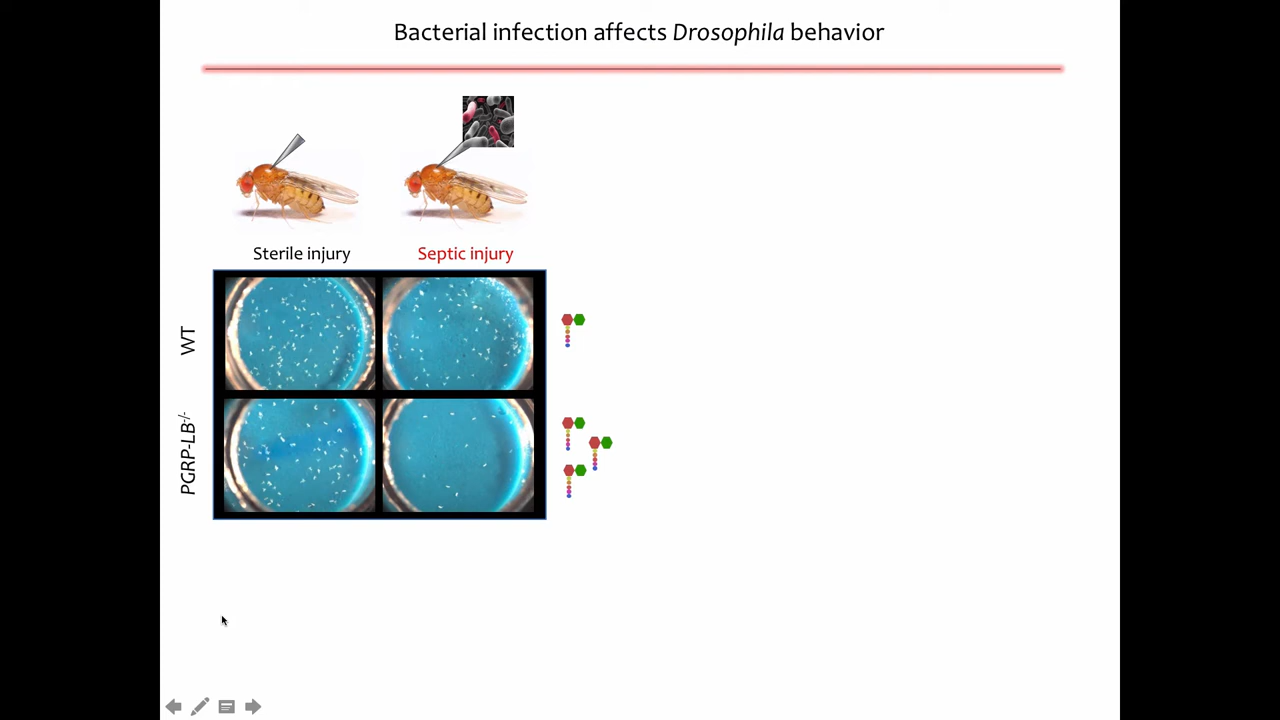 Bacterial infection affects Drosophila behavior
Sterile injury
Septic injury
WT
PGRP-LB-/-